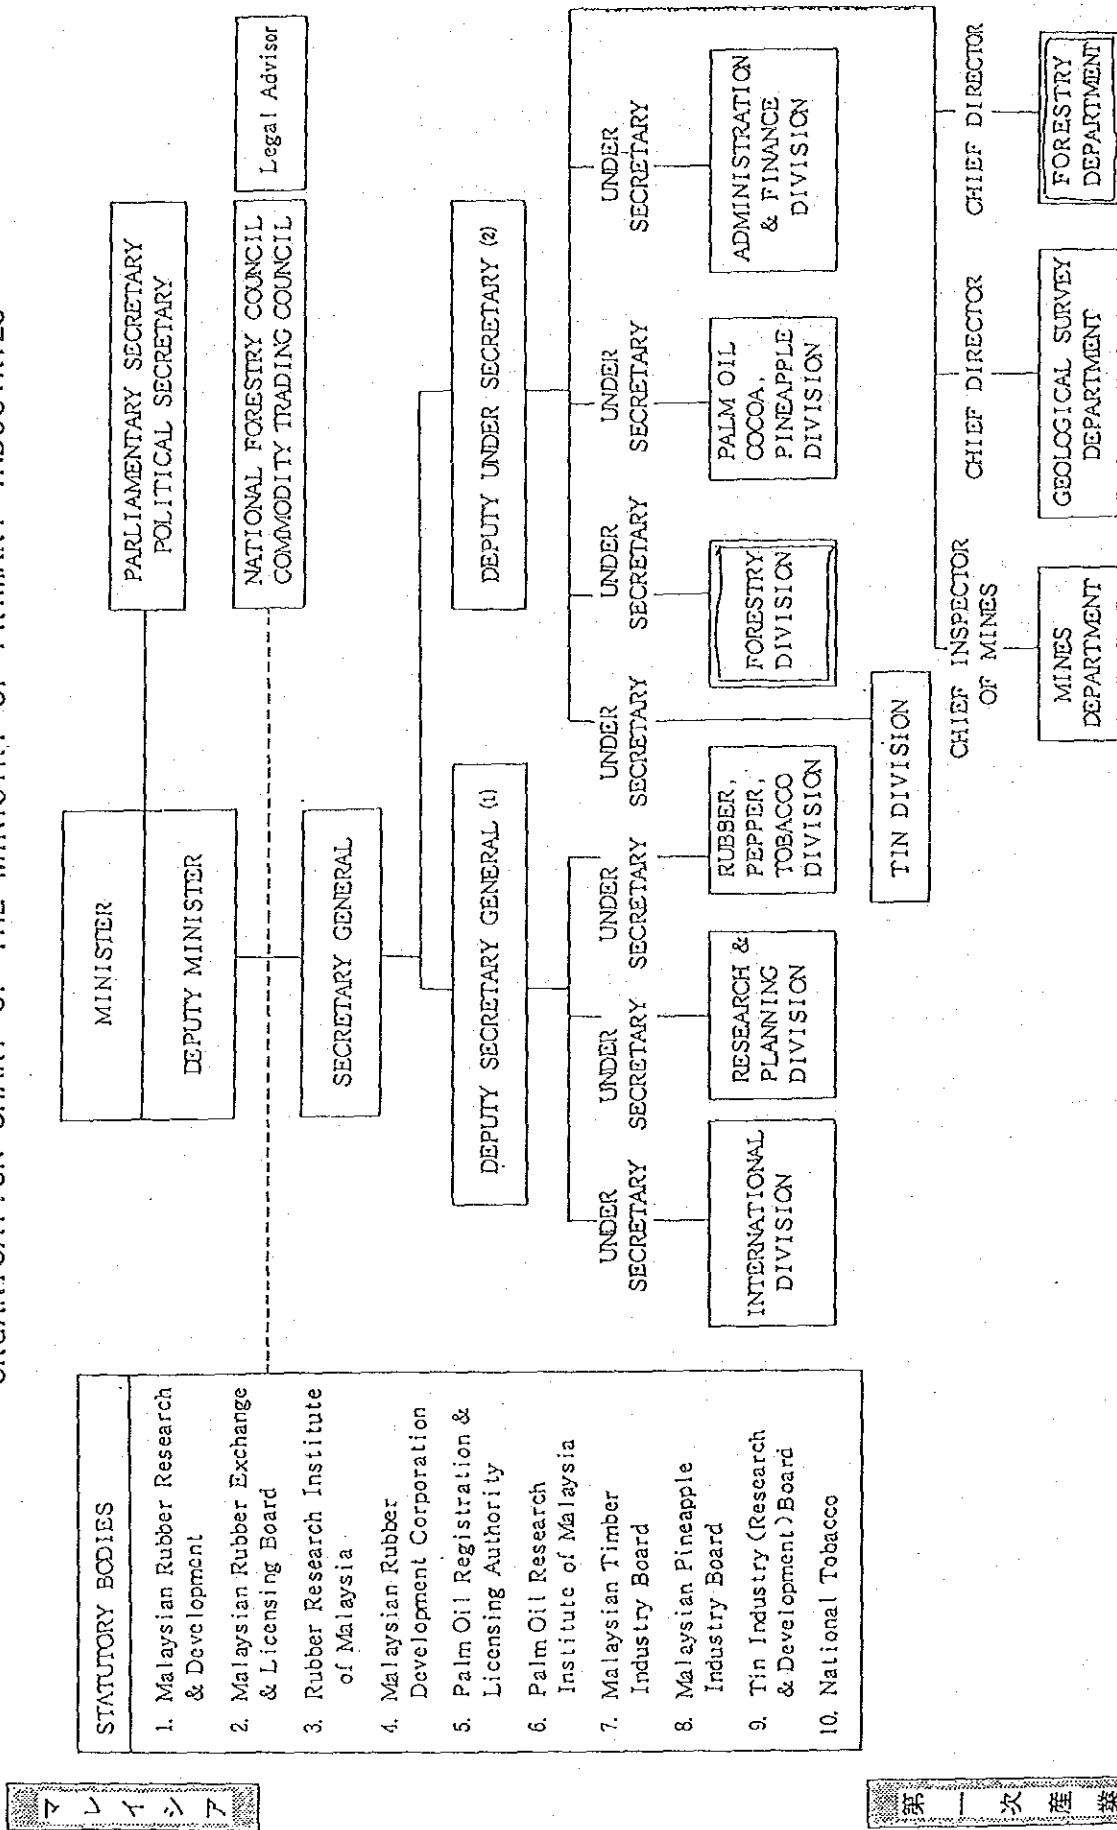 ORGANISATION CHART OF THE MINISTRY OF PRIMARY INDUSTRIES
マレイシア
STATUTORY BODIES
1. Malaysian Rubber Research
& Development
2. Malaysian Rubber Exchange
& Licensing Board
3. Rubber Research Institute
of Malaysia
4. Malaysian Rubber
Development Corporation
5. Palm Oil Registration &
Licensing Authority
6. Palm Oil Research
Institute of Malaysia
7. Malaysian Timber
Industry Board
8. Malaysian Pineapple
Industry Board
9. Tin Industry (Research
& Development) Board
10. National Tobacco
MINISTER
DEPUTY MINISTER
PARLIAMENTARY SECRETARY
POLITICAL SECRETARY
NATIONAL FORESTRY COUNCIL
COMMODITY TRADING COUNCIL
Legal Advisor
SECRETARY GENERAL
DEPUTY SECRETARY GENERAL (1)
DEPUTY UNDER SECRETARY (2)
UNDER
SECRETARY
UNDER
SECRETARY
UNDER
SECRETARY
UNDER
SECRETARY
UNDER
SECRETARY
UNDER
SECRETARY
UNDER
SECRETARY
INTERNATIONAL
DIVISION
RESEARCH &
PLANNING
DIVISION
RUBBER,
PEPPER,
TOBACCO
DIVISION
FORESTRY
DIVISION
PALM OIL
COCOA,
PINEAPPLE
DIVISION
ADMINISTRATION
& FINANCE
DIVISION
TIN DIVISION
CHIEF INSPECTOR
OF MINES
CHIEF DIRECTOR
CHIEF DIRECTOR
MINES
DEPARTMENT
GEOLOGICAL SURVEY
DEPARTMENT
FORESTRY
DEPARTMENT
第一次産業